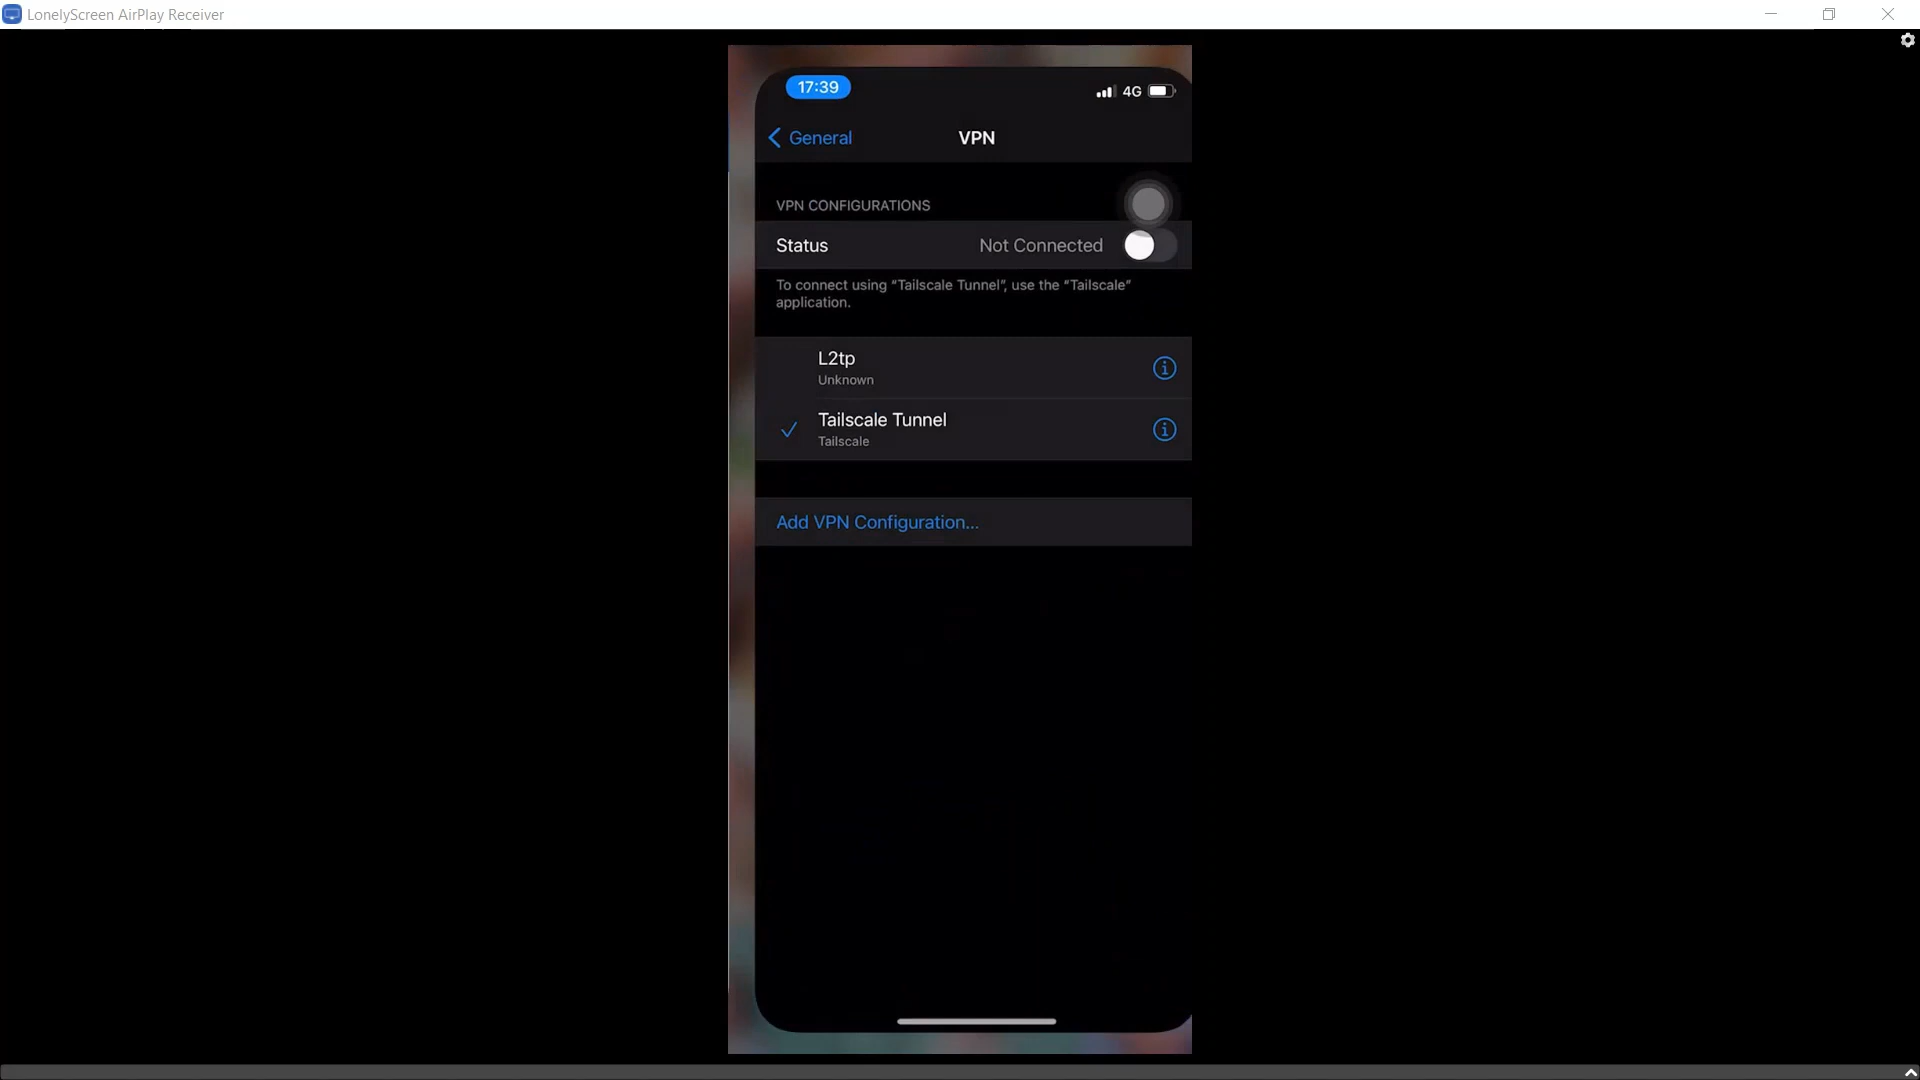 LonelyScreen AirPlay Receiver
17:39
4G
General
VPN
VPN CONFIGURATIONS
Status Not Connected
To connect using “Tailscale Tunnel”, use the “Tailscale”
application.
L2tp
Unknown
Tailscale Tunnel
Tailscale
Add VPN Configuration...